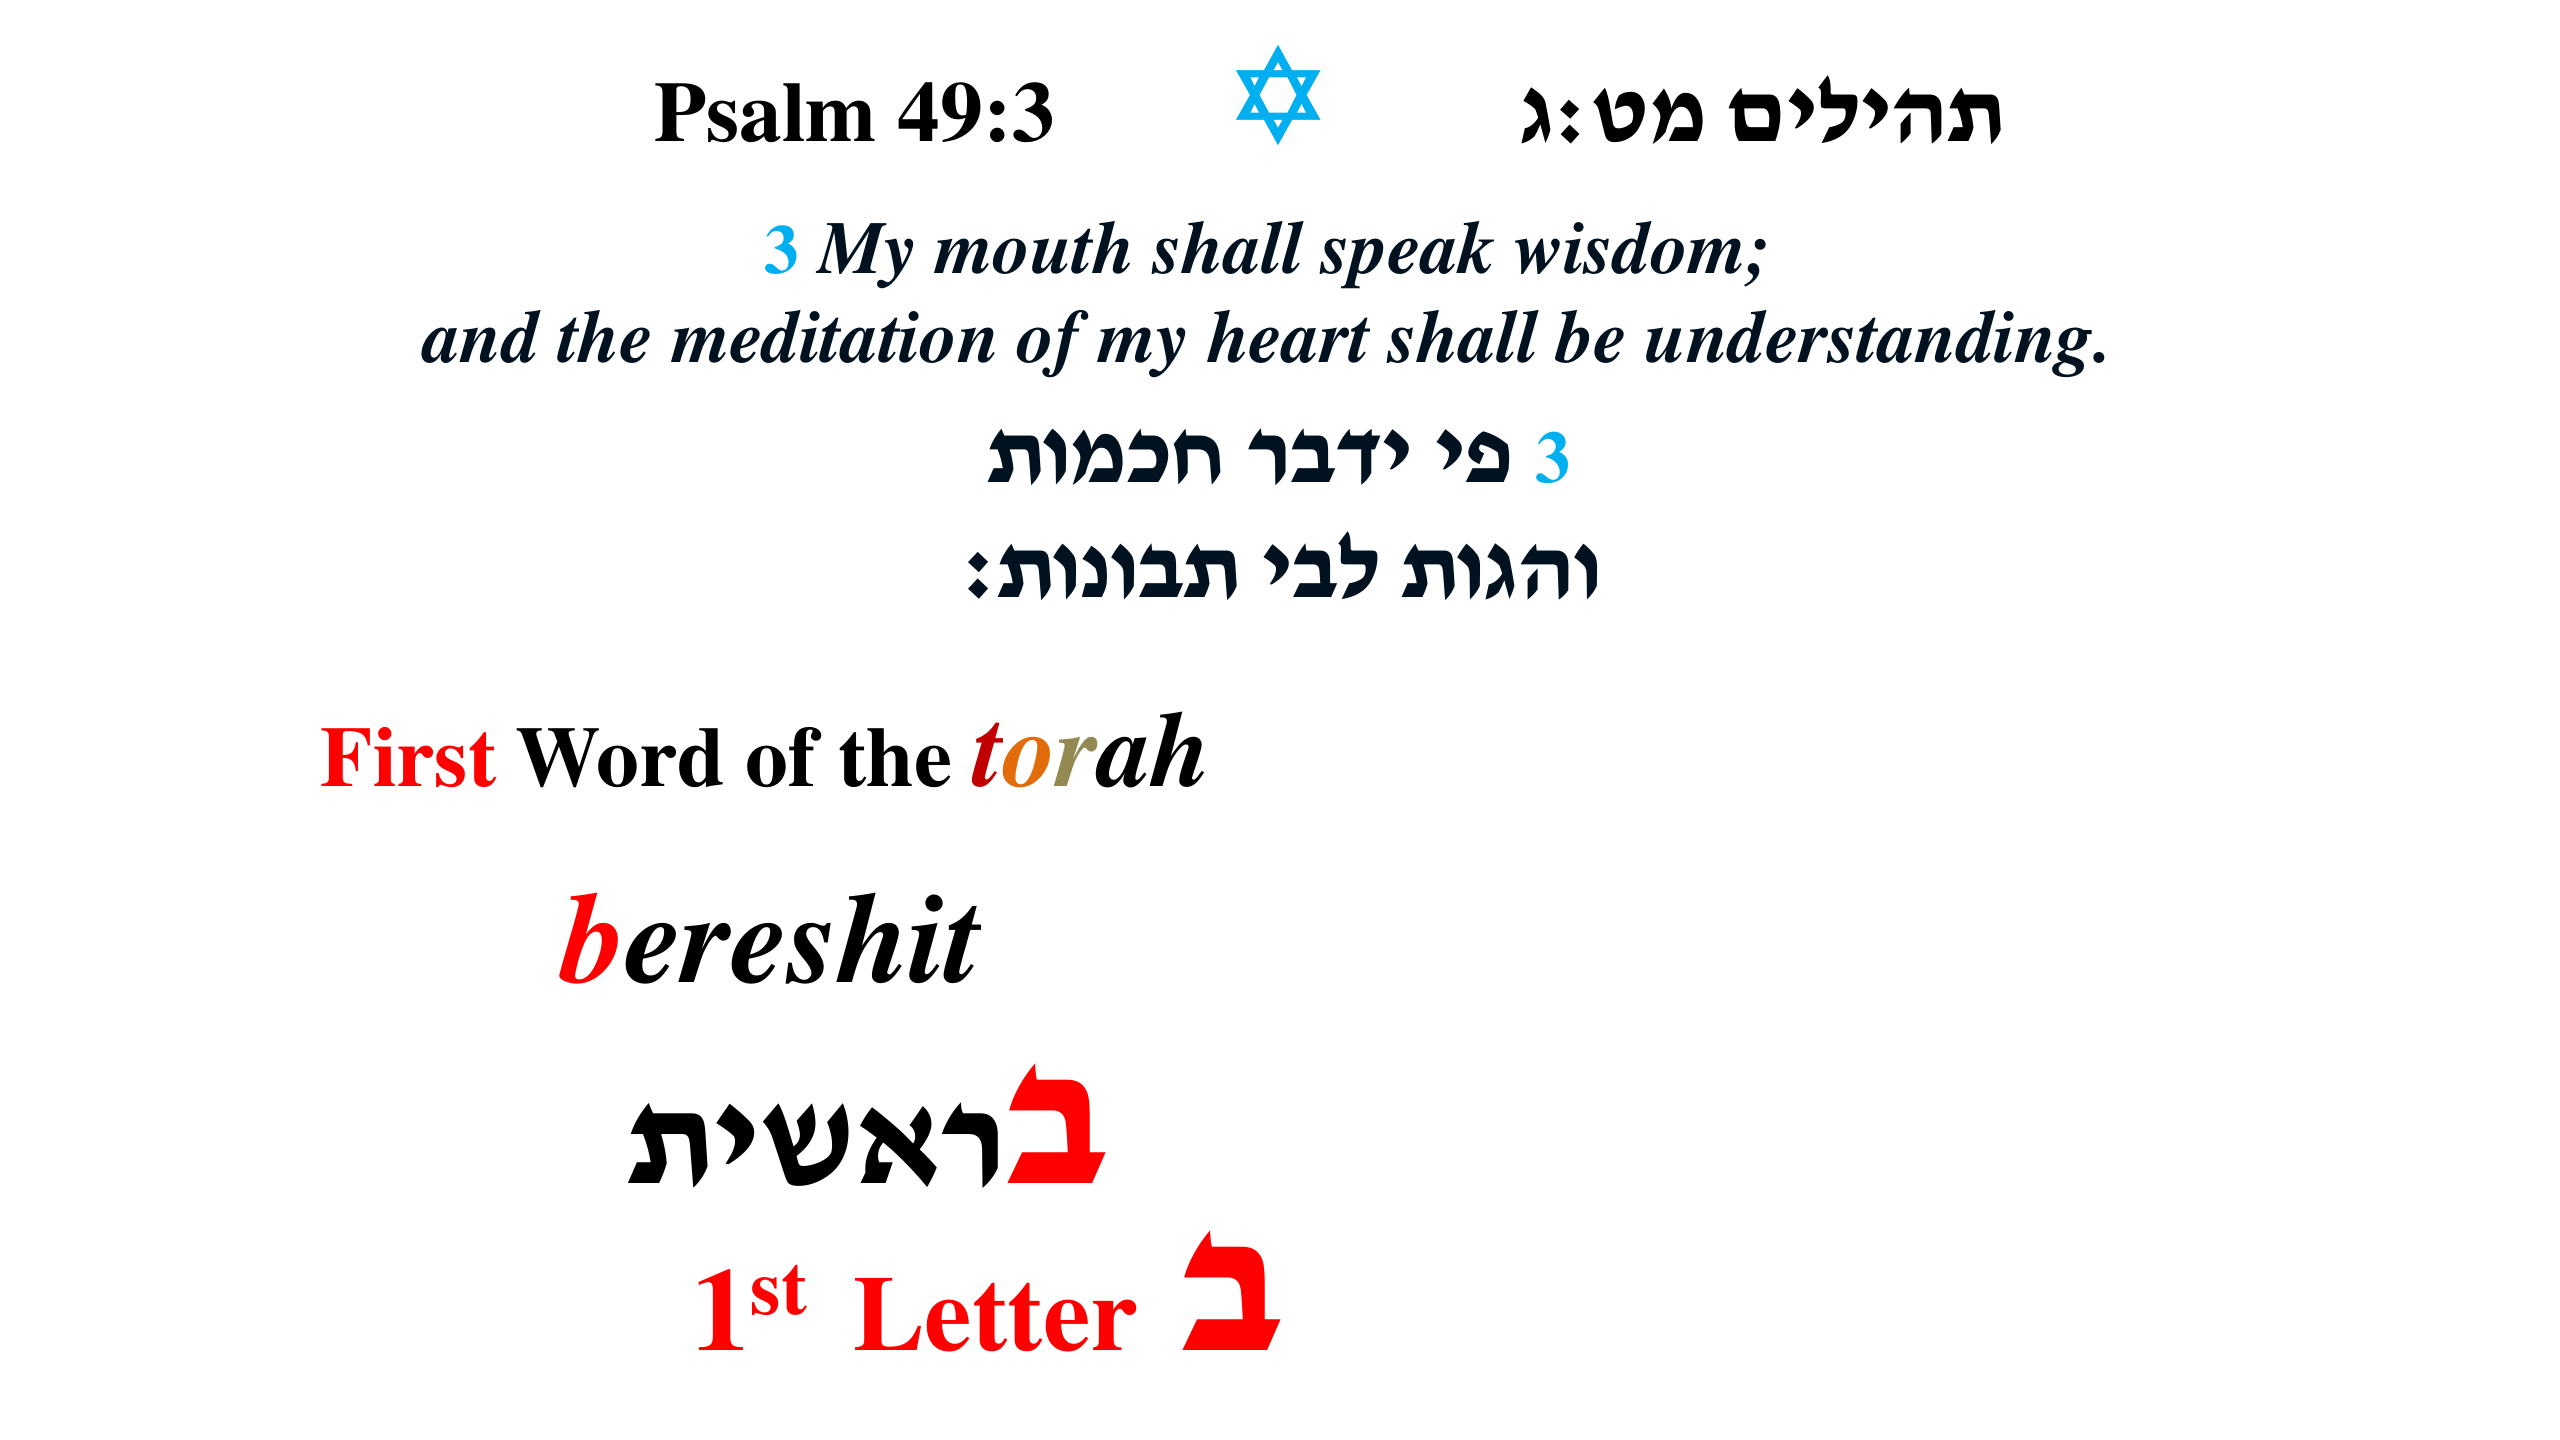 Psalm 49:3 ✡ תהילים מט:ג
3 My mouth shall speak wisdom;
and the meditation of my heart shall be understanding.
3 פי ידבר חכמות
והגות לבי תבונות:
First Word of the torah
bereshit
בראשית
1st Letter ב